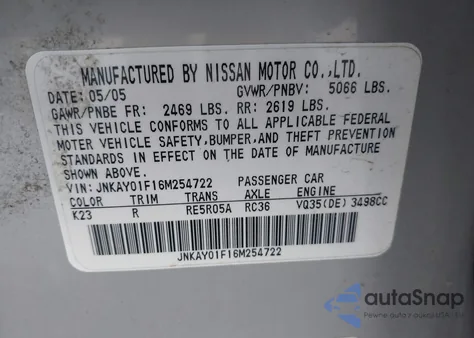 MANUFACTURED BY NISSAN MOTOR CO.,LTD.
DATE: 05/05 GVWR/PNBV: 5066 LBS.
GAWR/PNBE FR: 2469 LBS. RR: 2619 LBS.
THIS VEHICLE CONFORMS TO ALL APPLICABLE FEDERAL
MOTOR VEHICLE SAFETY,BUMPER,AND THEFT PREVENTION
STANDARDS IN EFFECT ON THE DATE OF MANUFACTURE
SHOWN ABOVE.
VIN: JNKAY01F16M254722 PASSENGER CAR
COLOR TRIM TRANS AXLE ENGINE
K23 R RE5R05A RC36 VQ35(DE) 3498CC
JNKAY01F16M254722
autoSnap